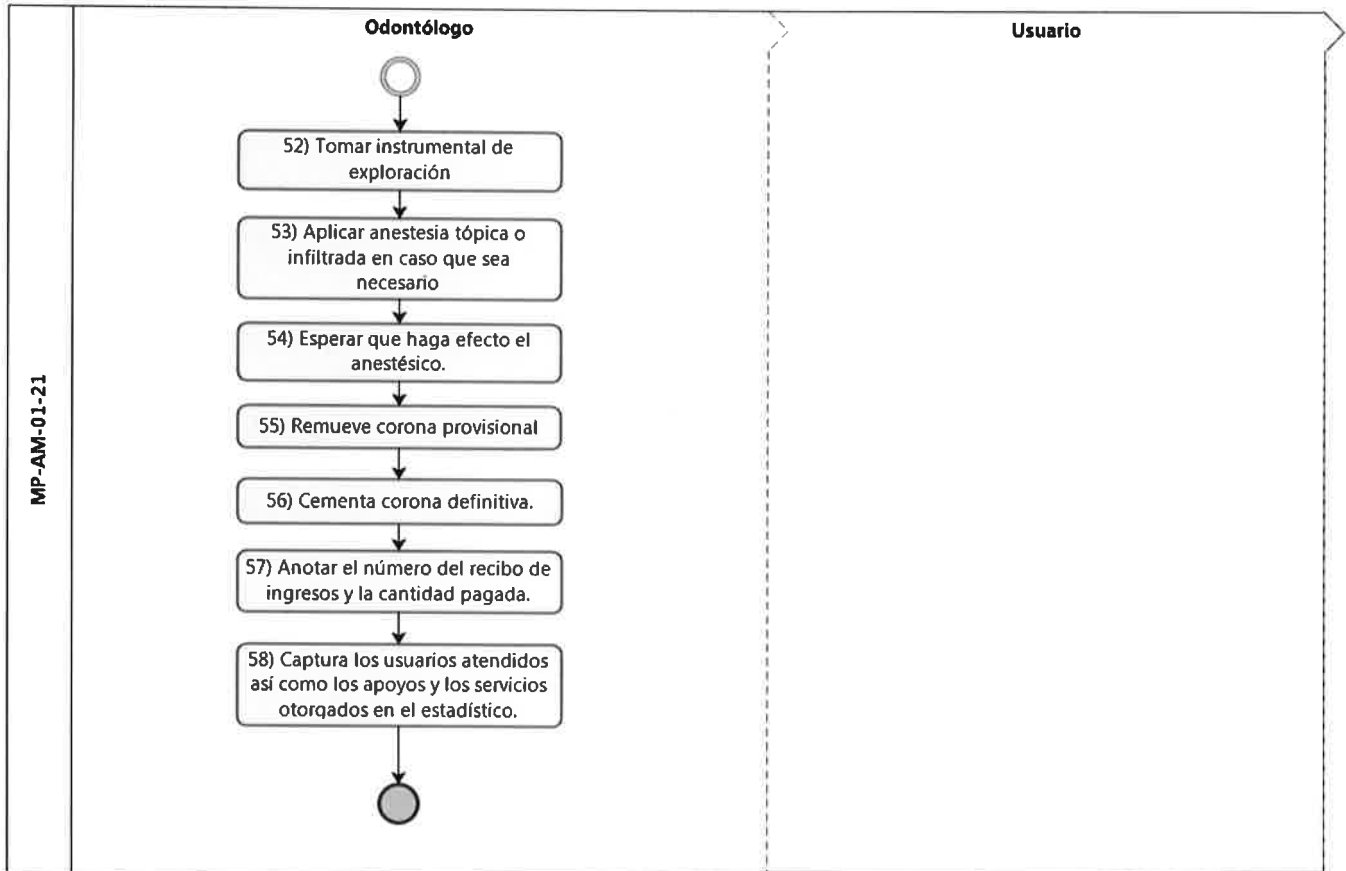 Odontólogo
Usuario
MP-AM-01-21
52) Tomar instrumental de
exploración
53) Aplicar anestesia tópica o
infiltrada en caso que sea
necesario
54) Esperar que haga efecto el
anestésico.
55) Remueve corona provisional
56) Cementa corona definitiva.
57) Anotar el número del recibo de
ingresos y la cantidad pagada.
58) Captura los usuarios atendidos
así como los apoyos y los servicios
otorgados en el estadístico.